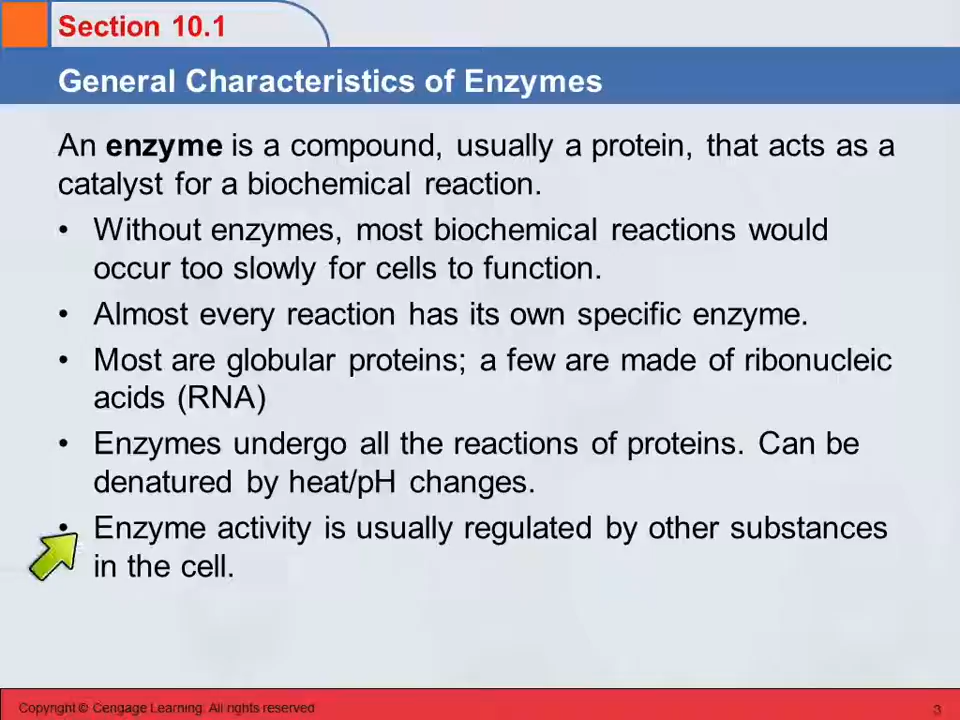 Section 10.1
General Characteristics of Enzymes
An enzyme is a compound, usually a protein, that acts as a
catalyst for a biochemical reaction.
• Without enzymes, most biochemical reactions would
occur too slowly for cells to function.
• Almost every reaction has its own specific enzyme.
• Most are globular proteins; a few are made of ribonucleic
acids (RNA)
• Enzymes undergo all the reactions of proteins. Can be
denatured by heat/pH changes.
• Enzyme activity is usually regulated by other substances
in the cell.
Copyright © Cengage Learning. All rights reserved
3